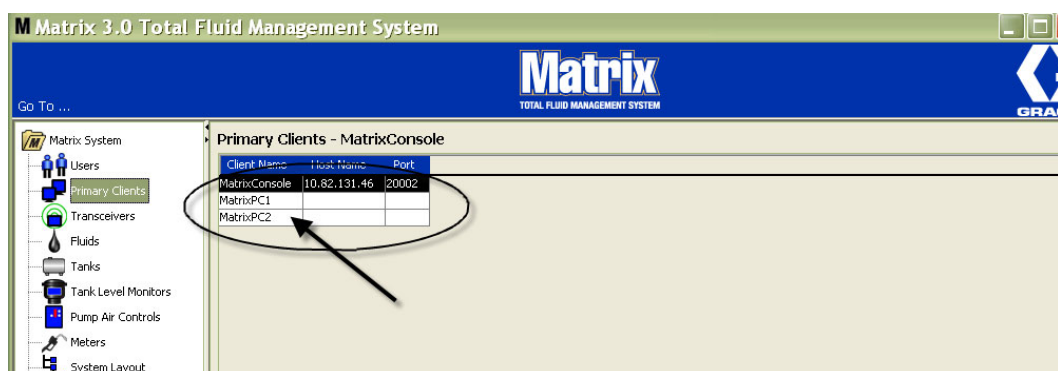 M Matrix 3.0 Total Fluid Management System
Matrix
TOTAL FLUID MANAGEMENT SYSTEM
Go To ...
Matrix System
Users
Primary Clients
Transceivers
Fluids
Tanks
Tank Level Monitors
Pump Air Controls
Meters
System Layout
Primary Clients - MatrixConsole
Client Name Host Name Port
MatrixConsole 10.82.131.46 20002
MatrixPC1
MatrixPC2